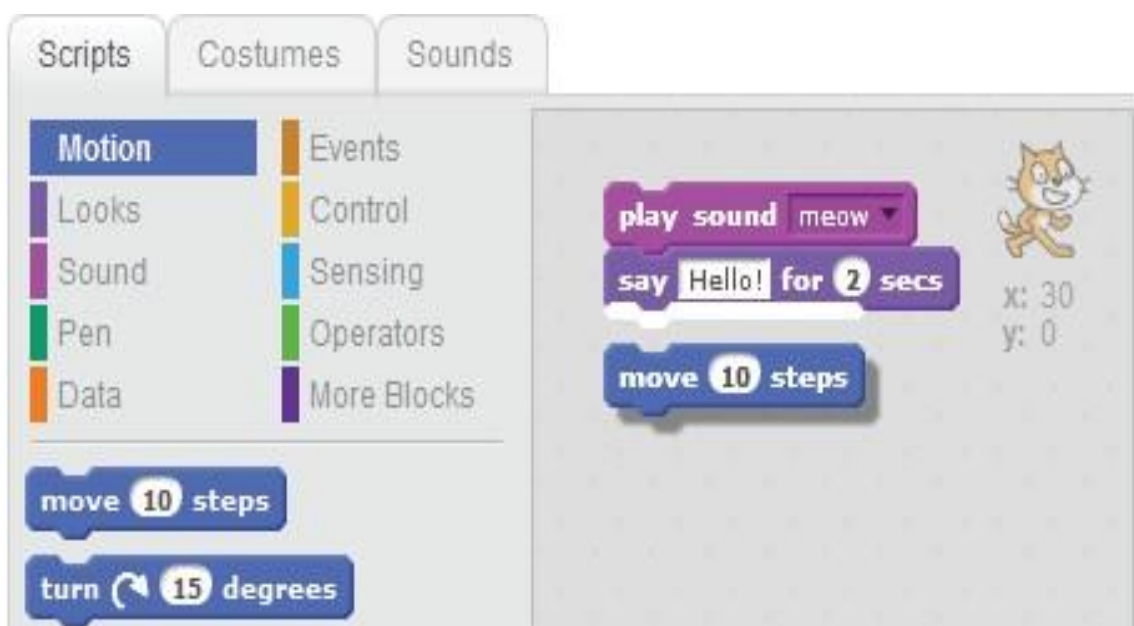 Scripts Costumes Sounds
Motion Events
Looks Control
Sound Sensing
Pen Operators
Data More Blocks
move 10 steps
turn 15 degrees
play sound meow
say Hello! for 2 secs
move 10 steps
x: 30
y: 0